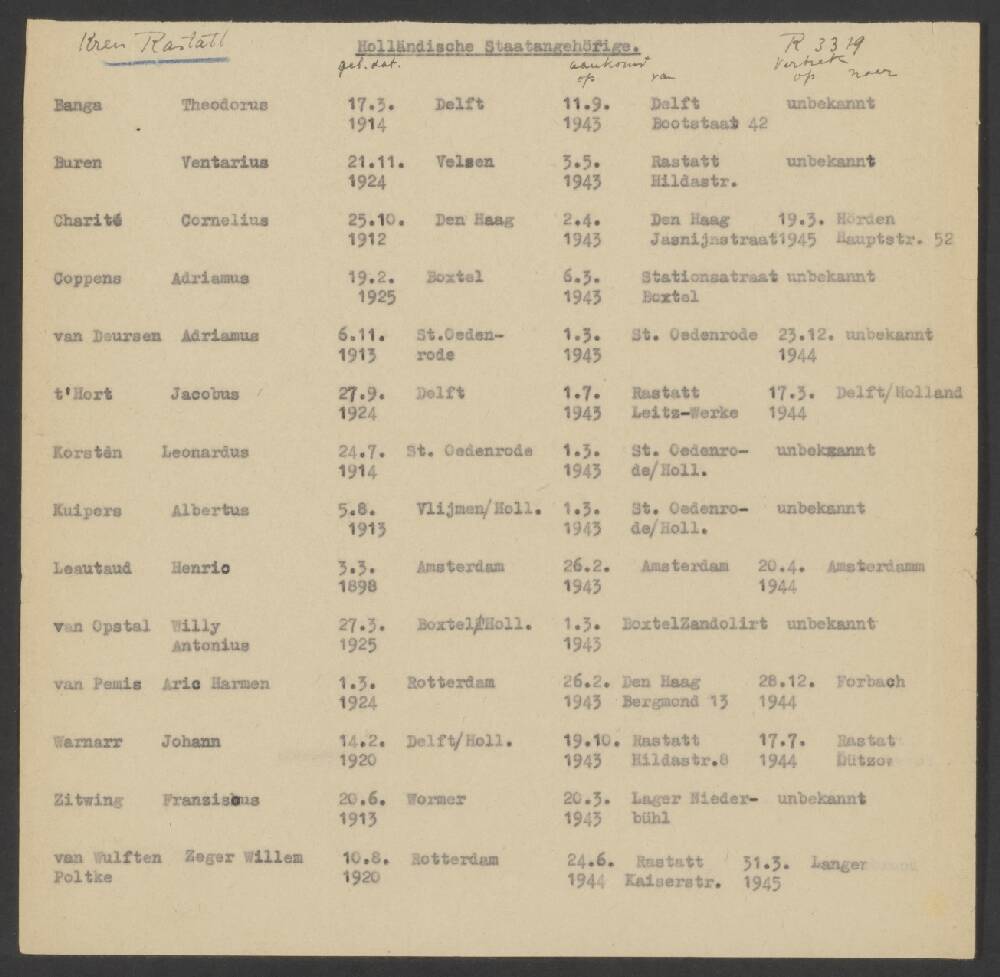 Kreis Rastatt Holländische Staatangehörige. R 3319
geb.dat. aankomst op van vertrek op naar
Banga Theodorus 17.3. Delft 11.9. Delft unbekannt
1914 1943 Bootstaat 42
Buren Ventarius 21.11. Velsen 3.5. Rastatt unbekannt
1924 1943 Hildastr.
Charité Cornelius 25.10. Den Haag 2.4. Den Haag 19.3. Hörden
1912 1943 Jasnijnstraat1945 Hauptstr. 52
Coppens Adriamus 19.2. Boxtel 6.3. Stationsatraat unbekannt
1925 1943 Boxtel
van Deursen Adriamus 6.11. St.Oeden- 1.3. St. Oedenrode 23.12. unbekannt
1913 rode 1943 1944
t'Hort Jacobus 27.9. Delft 1.7. Rastatt 17.3. Delft/Holland
1924 1943 Leitz-Werke 1944
Korstên Leonardus 24.7. St. Oedenrode 1.3. St. Oedenro- unbekannt
1914 1943 de/Holl.
Kuipers Albertus 5.8. Vlijmen/Holl. 1.3. St. Oedenro- unbekannt
1913 1943 de/Holl.
Leautaud Henric 3.3. Amsterdam 26.2. Amsterdam 20.4. Amsterdamm
1898 1943 1944
van Opstal Willy 27.3. Boxtel/Holl. 1.3. BoxtelZandolirt unbekannt
Antonius 1925 1943
van Pemis Aric Harmen 1.3. Rotterdam 26.2. Den Haag 28.12. Forbach
1924 1943 Bergmond 13 1944
Warnarr Johann 14.2. Delft/Holl. 19.10. Rastatt 17.7. Rastat
1920 1943 Hildastr.8 1944
Zitwing Franziscus 20.6. Wormer 20.3. Lager Nieder- unbekannt
1913 1943 bühl
van Wulften Zeger Willem 10.8. Rotterdam 24.6. Rastatt 31.3. Langer
Poltke 1920 1944 Kaiserstr. 1945